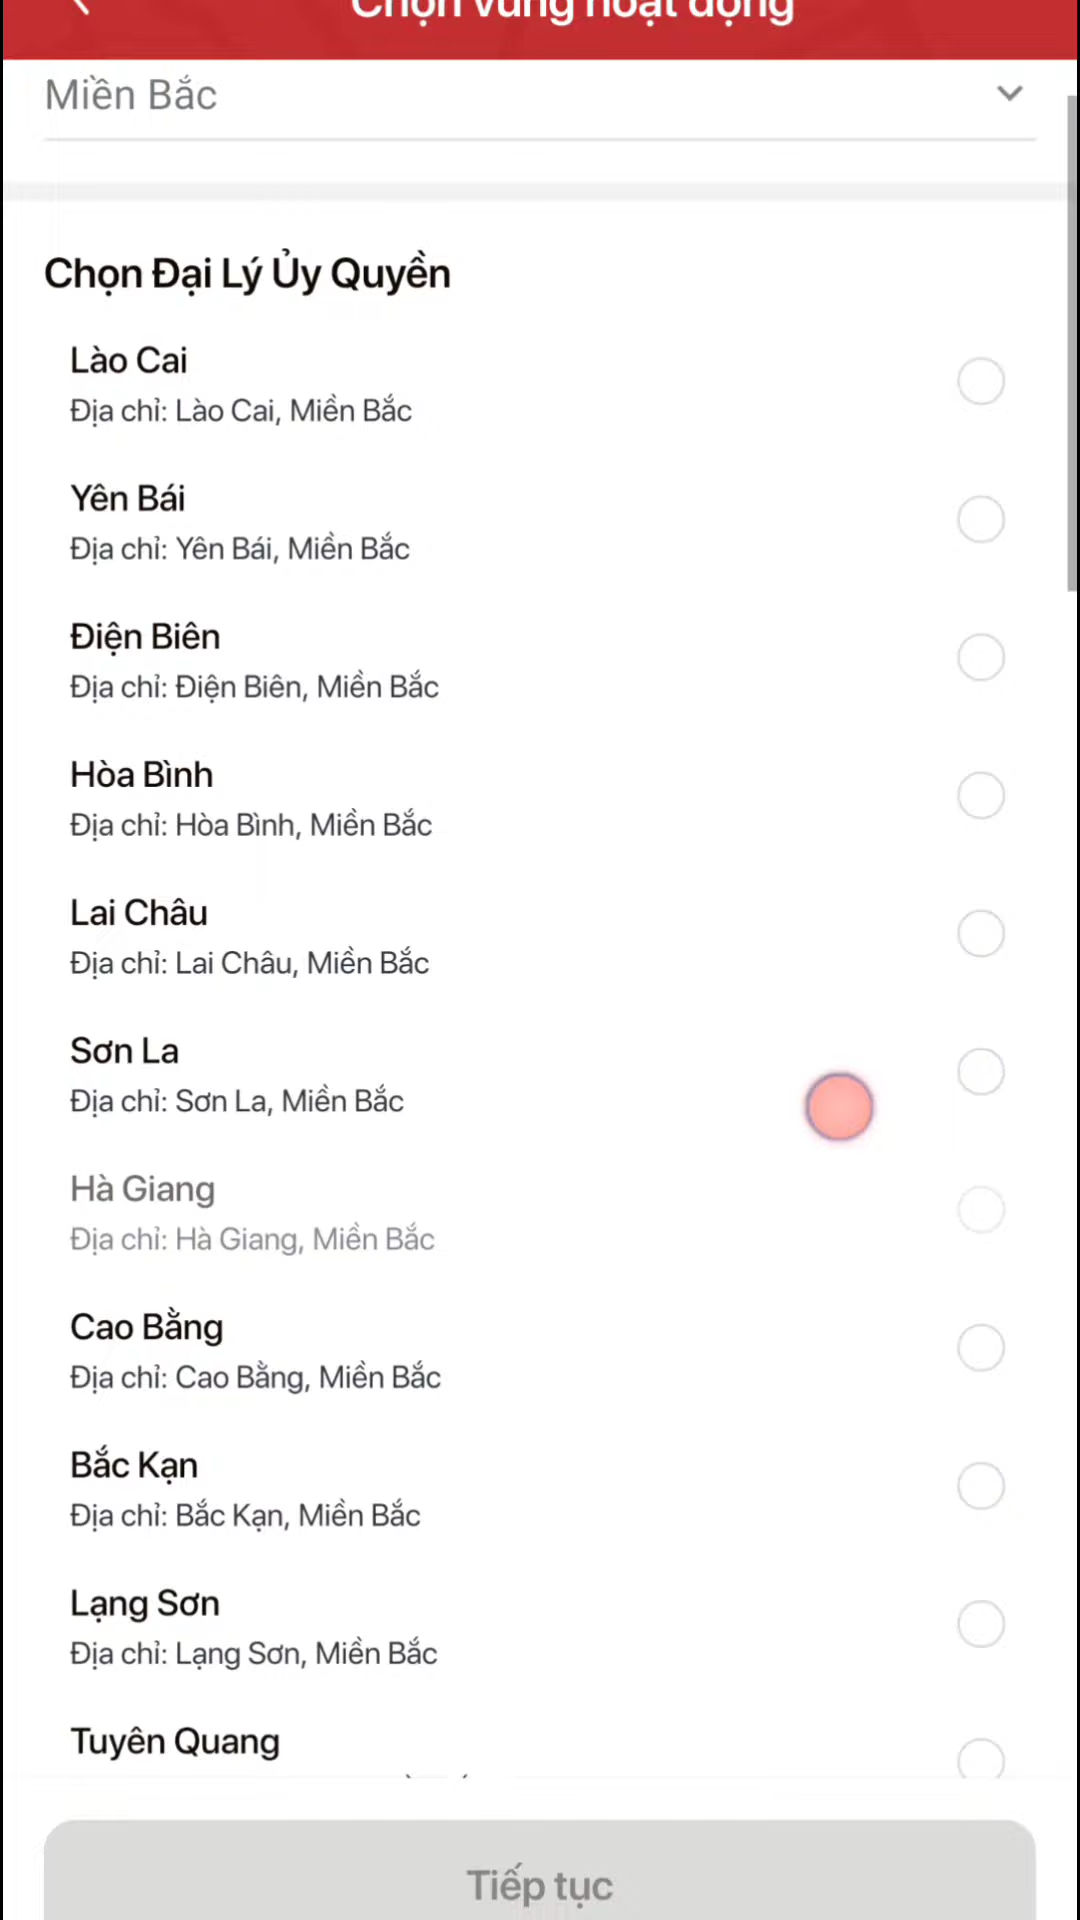 Chọn vùng hoạt động
Miền Bắc
Chọn Đại Lý Ủy Quyền
Lào Cai
Địa chỉ: Lào Cai, Miền Bắc
Yên Bái
Địa chỉ: Yên Bái, Miền Bắc
Điện Biên
Địa chỉ: Điện Biên, Miền Bắc
Hòa Bình
Địa chỉ: Hòa Bình, Miền Bắc
Lai Châu
Địa chỉ: Lai Châu, Miền Bắc
Sơn La
Địa chỉ: Sơn La, Miền Bắc
Hà Giang
Địa chỉ: Hà Giang, Miền Bắc
Cao Bằng
Địa chỉ: Cao Bằng, Miền Bắc
Bắc Kạn
Địa chỉ: Bắc Kạn, Miền Bắc
Lạng Sơn
Địa chỉ: Lạng Sơn, Miền Bắc
Tuyên Quang
Tiếp tục